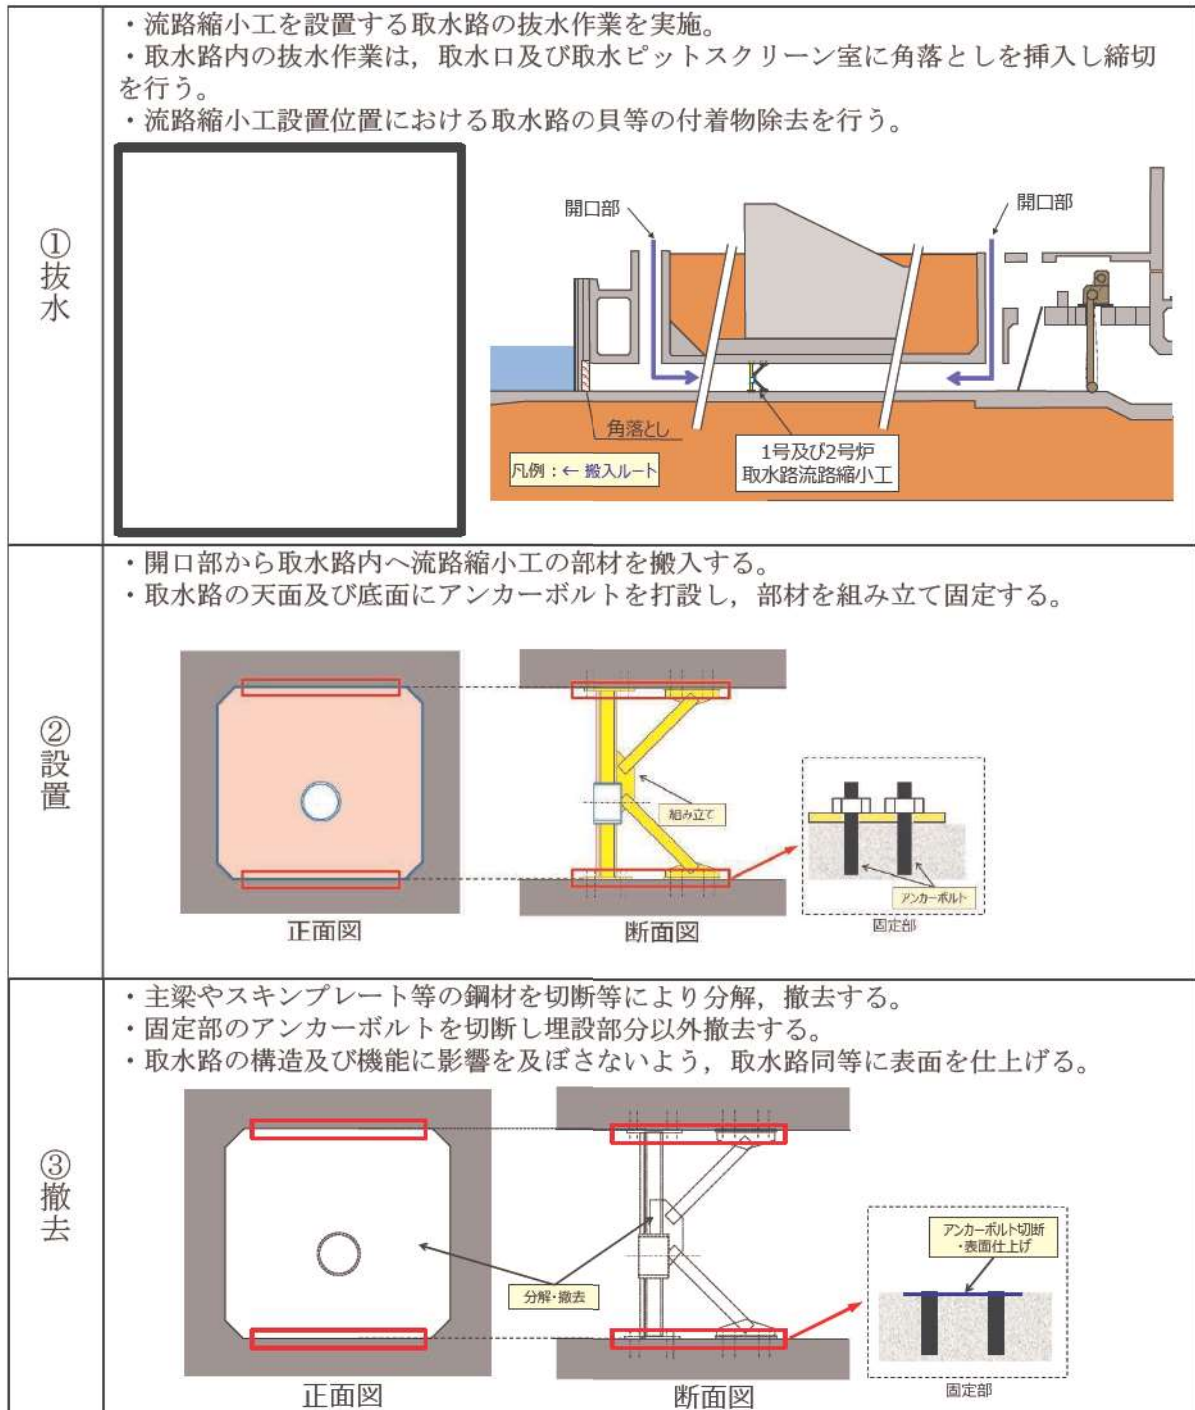 ①抜水
・流路縮小工を設置する取水路の抜水作業を実施。
・取水路内の抜水作業は，取水口及び取水ピットスクリーン室に角落としを挿入し締切
を行う。
・流路縮小工設置位置における取水路の貝等の付着物除去を行う。
開口部
開口部
角落とし
1号及び2号炉
取水路流路縮小工
凡例：← 搬入ルート
②設置
・開口部から取水路内へ流路縮小工の部材を搬入する。
・取水路の天面及び底面にアンカーボルトを打設し，部材を組み立て固定する。
組み立て
アンカーボルト
固定部
正面図
断面図
③撤去
・主梁やスキンプレート等の鋼材を切断等により分解，撤去する。
・固定部のアンカーボルトを切断し埋設部分以外撤去する。
・取水路の構造及び機能に影響を及ぼさないよう，取水路同等に表面を仕上げる。
分解・撤去
アンカーボルト切断
・表面仕上げ
固定部
正面図
断面図